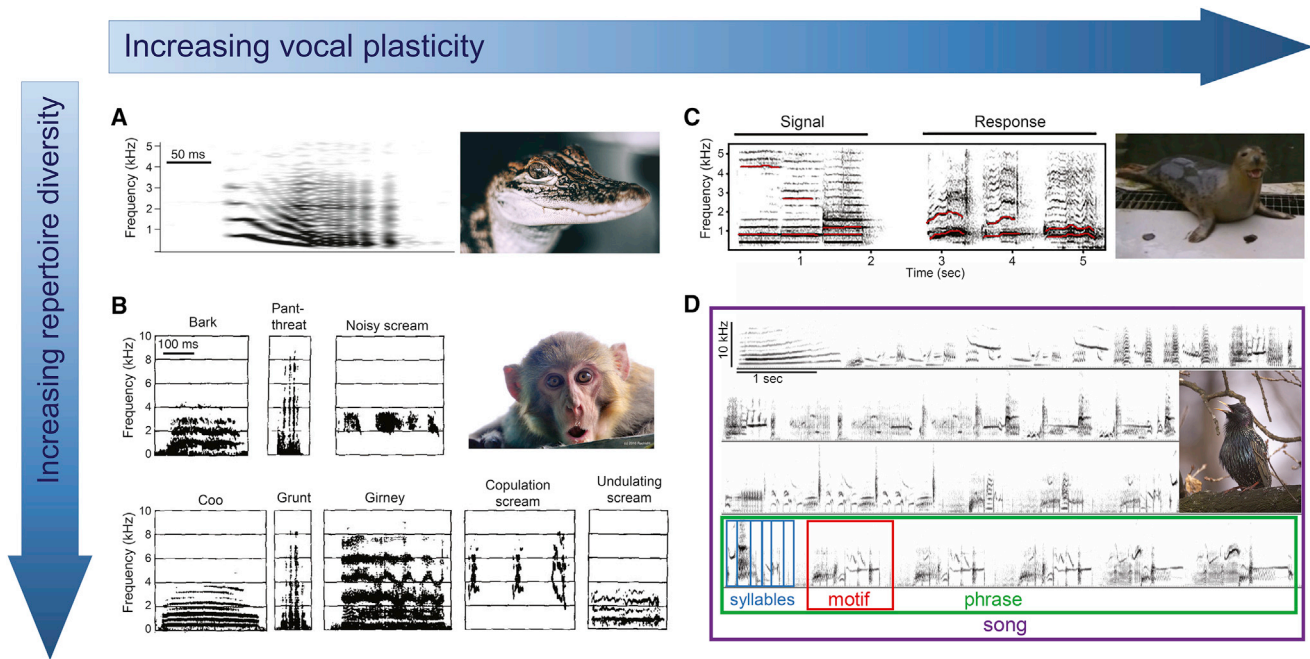 Increasing vocal plasticity
Increasing repertoire diversity
A
50 ms
Frequency (kHz)
5
4
3
2
1
C
Signal
Response
Frequency (kHz)
5
4
3
2
1
1
2
3
4
5
Time (sec)
B
Bark
Pant-
threat
Noisy scream
100 ms
Frequency (kHz)
10
8
6
4
2
0
Coo
Grunt
Girney
Copulation
scream
Undulating
scream
Frequency (kHz)
10
8
6
4
2
0
D
10 kHz
1 sec
syllables
motif
phrase
song